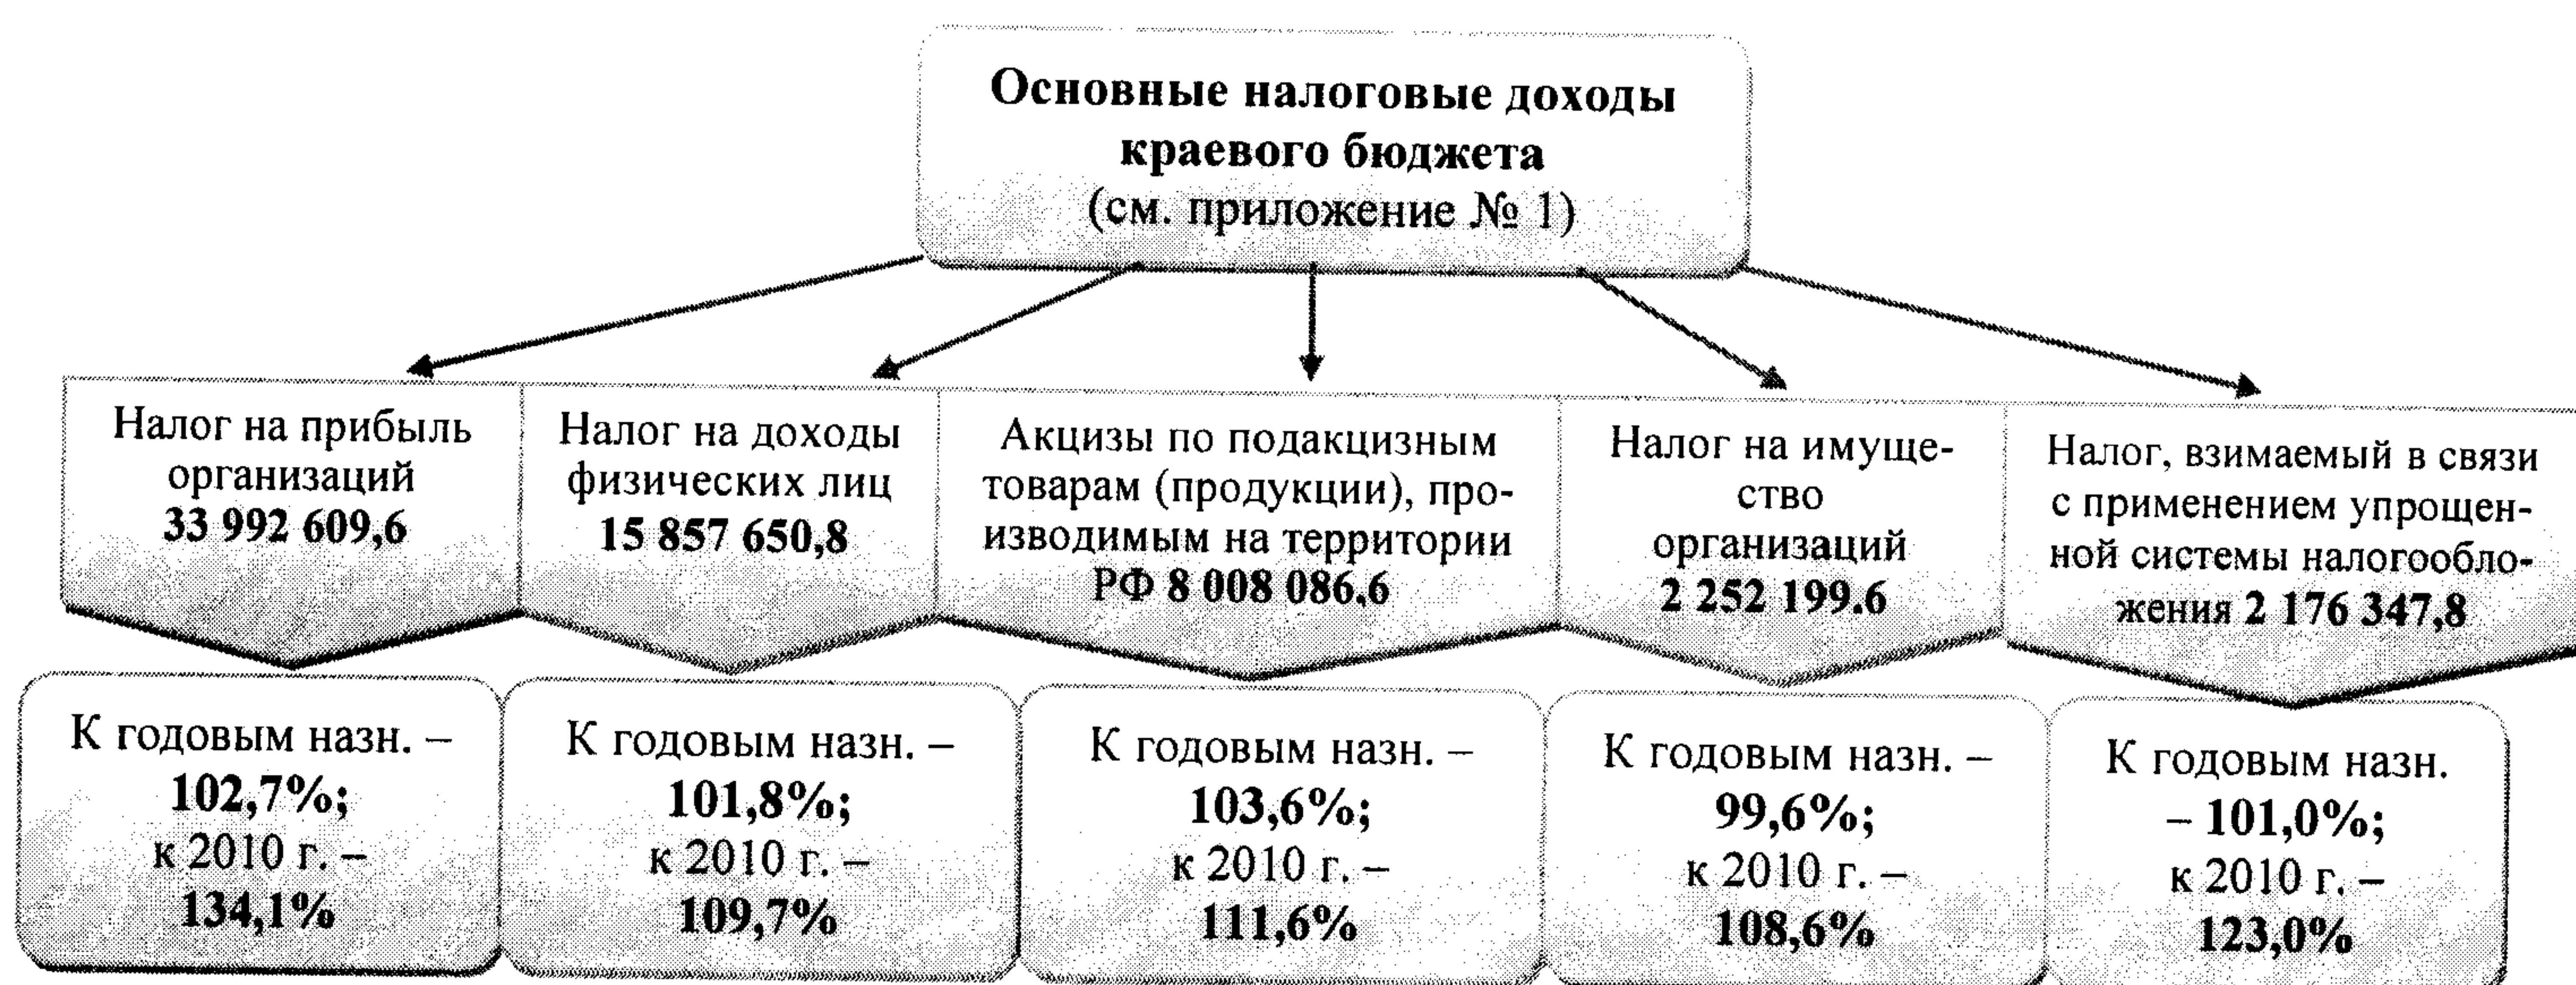 Основные налоговые доходы
краевого бюджета
(см. приложение № 1)
Налог на прибыль
организаций
33 992 609,6
Налог на доходы
физических лиц
15 857 650,8
Акцизы по подакцизным
товарам (продукции), про-
изводимым на территории
РФ 8 008 086,6
Налог на имуще-
ство
организаций
2 252 199.6
Налог, взимаемый в связи
с применением упрощен-
ной системы налогообло-
жения 2 176 347,8
К годовым назн. –
102,7%;
к 2010 г. –
134,1%
К годовым назн. –
101,8%;
к 2010 г. –
109,7%
К годовым назн. –
103,6%;
к 2010 г. –
111,6%
К годовым назн. –
99,6%;
к 2010 г. –
108,6%
К годовым назн.
– 101,0%;
к 2010 г. –
123,0%